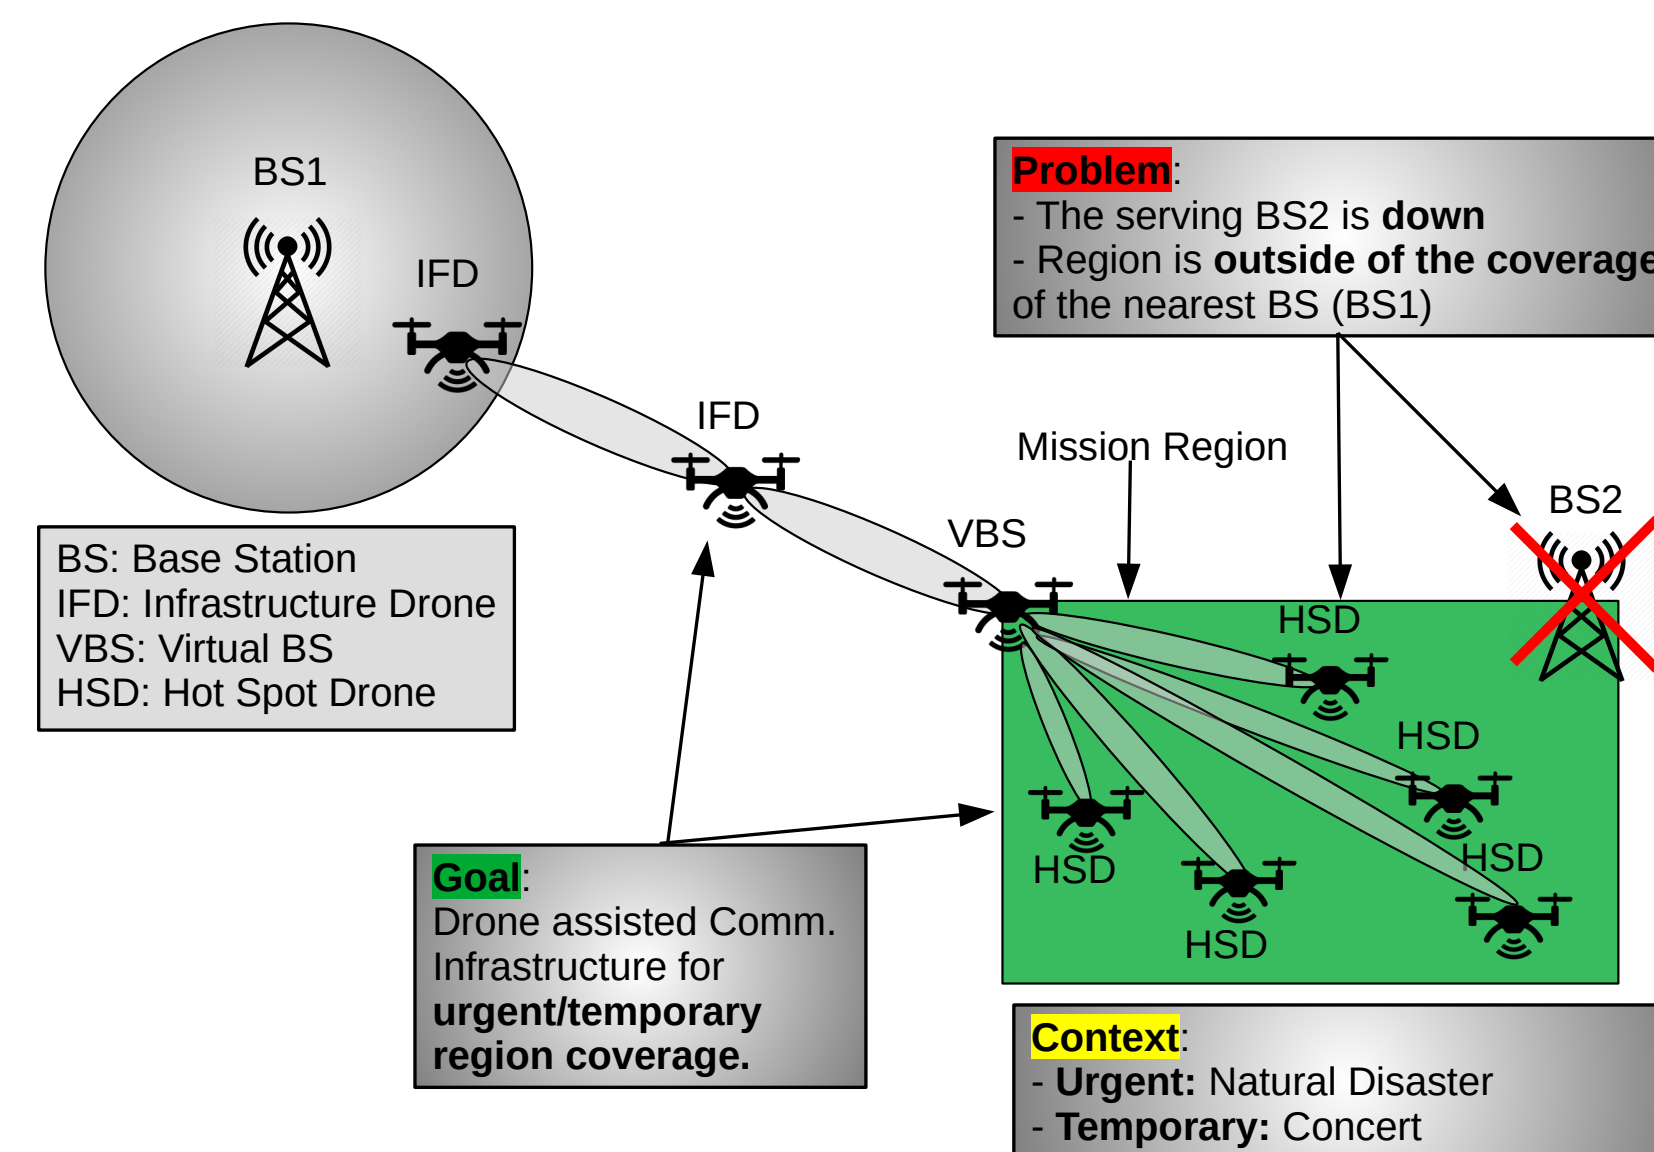 BS1
IFD
Problem:
- The serving BS2 is down
- Region is outside of the coverage
of the nearest BS (BS1)
IFD
Mission Region
BS2
VBS
BS: Base Station
IFD: Infrastructure Drone
VBS: Virtual BS
HSD: Hot Spot Drone
HSD
HSD
HSD
HSD
HSD
Goal:
Drone assisted Comm.
Infrastructure for
urgent/temporary
region coverage.
Context:
- Urgent: Natural Disaster
- Temporary: Concert